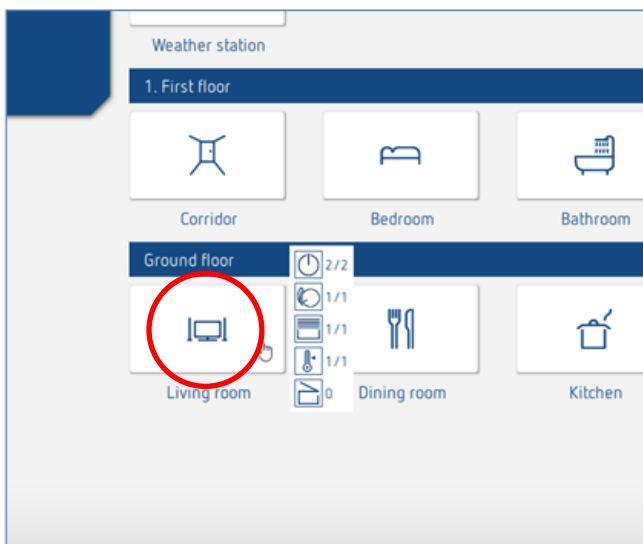 Weather station
1. First floor
Corridor
Bedroom
Bathroom
Ground floor
2/2
1/1
1/1
1/1
0
Living room
Dining room
Kitchen